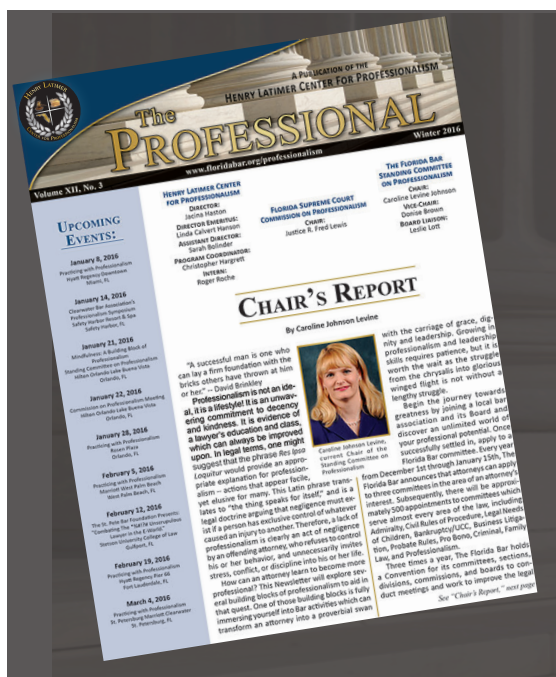 HENRY LATIMER
CENTER FOR PROFESSIONALISM
A PUBLICATION OF THE
HENRY LATIMER CENTER FOR PROFESSIONALISM
The
PROFESSIONAL
www.floridabar.org/professionalism
Volume XII, No. 3
Winter 2016
UPCOMING
EVENTS:
January 8, 2016
Practicing with Professionalism
Hyatt Regency Downtown
Miami, FL
January 14, 2016
Clearwater Bar Association's
Professionalism Symposium
Safety Harbor Resort & Spa
Safety Harbor, FL
January 21, 2016
Mindfulness: A Building Block of
Professionalism
Standing Committee on Professionalism
Hilton Orlando Lake Buena Vista
Orlando, FL
January 22, 2016
Commission on Professionalism Meeting
Hilton Orlando Lake Buena Vista
Orlando, FL
January 28, 2016
Practicing with Professionalism
Rosen Plaza
Orlando, FL
February 5, 2016
Practicing with Professionalism
Marriott West Palm Beach
West Palm Beach, FL
February 12, 2016
The St. Pete Bar Foundation Presents:
"Combatting The *%@!?# Unscrupulous
Lawyer in the E-World"
Stetson University College of Law
Gulfport, FL
February 19, 2016
Practicing with Professionalism
Hyatt Regency Pier 66
Fort Lauderdale, FL
March 4, 2016
Practicing with Professionalism
St. Petersburg Marriott Clearwater
St. Petersburg, FL
HENRY LATIMER CENTER
FOR PROFESSIONALISM
DIRECTOR:
Jacina Haston
DIRECTOR EMERITUS:
Linda Calvert Hanson
ASSISTANT DIRECTOR:
Sarah Bolinder
PROGRAM COORDINATOR:
Christopher Hargrett
INTERN:
Roger Roche
FLORIDA SUPREME COURT
COMMISSION ON PROFESSIONALISM
CHAIR:
Justice R. Fred Lewis
THE FLORIDA BAR
STANDING COMMITTEE
ON PROFESSIONALISM
CHAIR:
Caroline Levine Johnson
VICE-CHAIR:
Donise Brown
BOARD LIAISON:
Leslie Lott
CHAIR'S REPORT
By Caroline Johnson Levine
"A successful man is one who
can lay a firm foundation with the
bricks others have thrown at him
or her." -- David Brinkley
Professionalism is not an ide-
al, it is a lifestyle! It is an unwav-
ering commitment to decency
and kindness. It is evidence of
a lawyer's education and class,
which can always be improved
upon. In legal terms, one might
suggest that the phrase Res Ipsa
Loquitur would provide an appro-
priate explanation for profession-
alism -- actions that appear facile,
yet elusive for many. This Latin phrase trans-
lates to "the thing speaks for itself," and is a
legal doctrine arguing that negligence must ex-
ist if a person has exclusive control of whatever
caused an injury to another. Therefore, a lack of
professionalism is clearly an act of negligence
by an offending attorney, who refuses to control
his or her behavior, and unnecessarily invites
stress, conflict, or discipline into his or her life.
How can an attorney learn to become more
professional? This Newsletter will explore sev-
eral building blocks of professionalism to aid in
that quest. One of those building blocks is fully
immersing yourself into Bar activities which can
transform an attorney into a proverbial swan
Caroline Johnson Levine,
current Chair of the
Standing Committee on
Professionalism
with the carriage of grace, dig-
nity and leadership. Growing in
professionalism and leadership
skills requires patience, but it is
worth the wait as the struggle
from the chrysalis into glorious
winged flight is not without a
lengthy struggle.
Begin the journey towards
greatness by joining a local bar
association and its Board and
discover an unlimited world of
your professional potential. Once
successfully settled in, apply to a
Florida Bar committee. Every year
from December 1st through January 15th, The
Florida Bar announces that attorneys can apply
to three committees in the area of an attorney's
interest. Subsequently, there will be approxi-
mately 500 appointments to committees which
serve almost every area of the law, including
Admiralty, Civil Rules of Procedure, Legal Needs
of Children, Bankruptcy/UCC, Business Litiga-
tion, Probate Rules, Pro Bono, Criminal, Family
Law, and Professionalism.
Three times a year, The Florida Bar holds
a Convention for its committees, sections,
divisions, commissions, and boards to con-
duct meetings and work to improve the legal
See "Chair's Report," next page